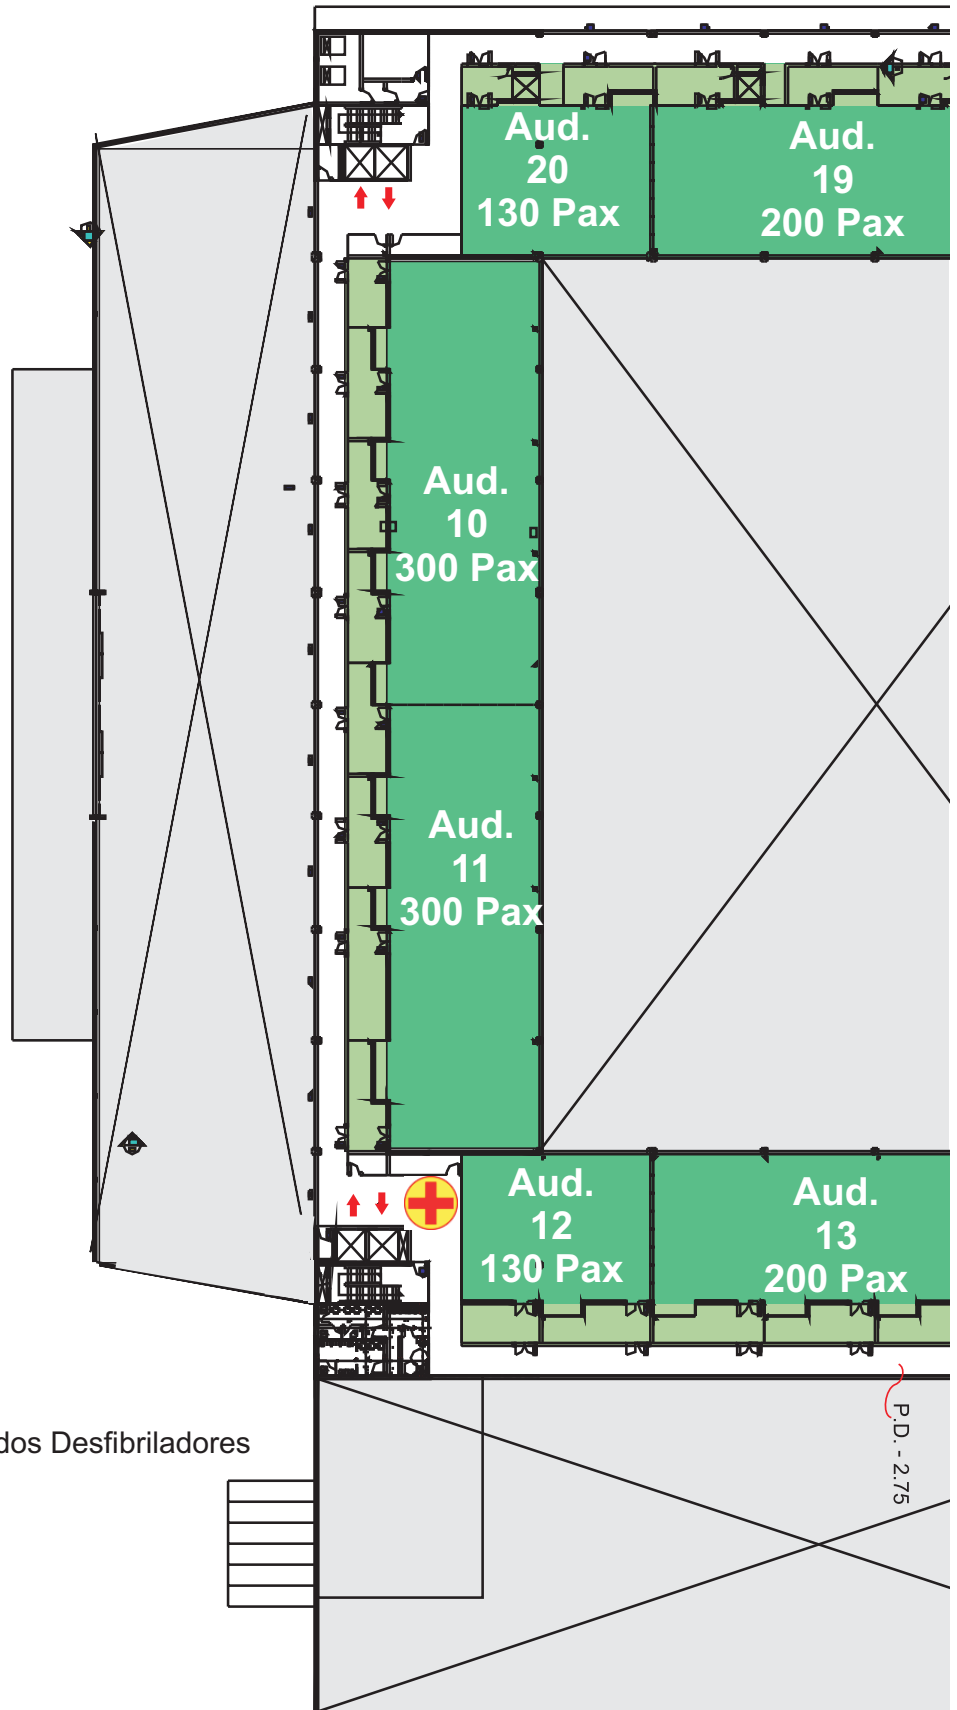 Aud.
20
130 Pax
Aud.
19
200 Pax
Aud.
10
300 Pax
Aud.
11
300 Pax
Aud.
12
130 Pax
Aud.
13
200 Pax
P.D. - 2.75
dos Desfibriladores